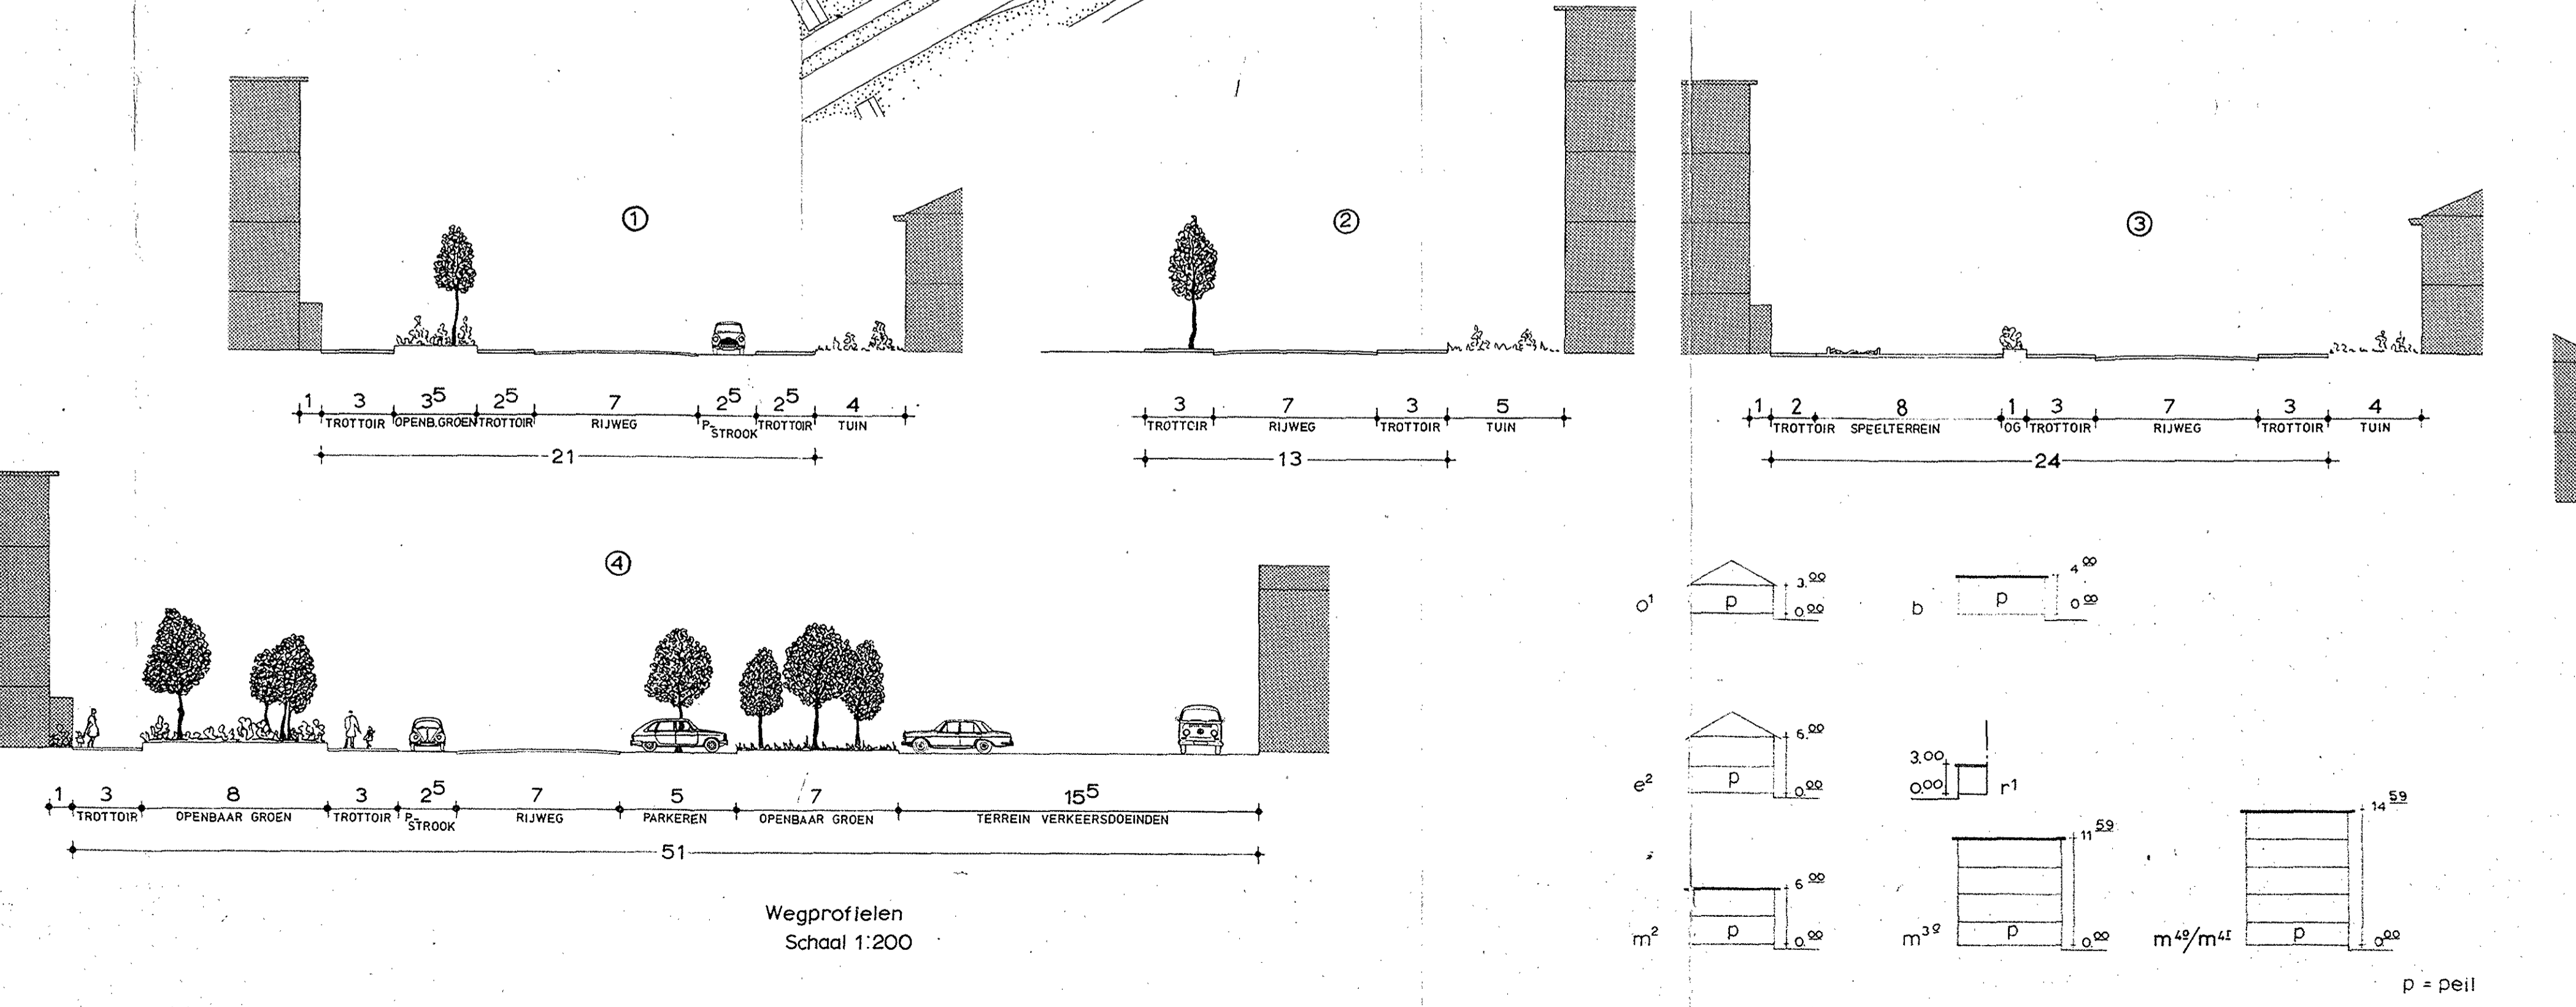 ①
1 3 3⁵ 2⁵ 7 2⁵ 2⁵ 4
TROTTOIR OPENB.GROEN TROTTOIR RIJWEG P-STROOK TROTTOIR TUIN
21
②
3 7 3 5
TROTTOIR RIJWEG TROTTOIR TUIN
13
③
1 2 8 1 3 7 3 4
TROTTOIR SPEELTERREIN OG TROTTOIR RIJWEG TROTTOIR TUIN
24
④
1 3 8 3 2⁵ 7 5 7 15⁵
TROTTOIR OPENBAAR GROEN TROTTOIR P-STROOK RIJWEG PARKEREN OPENBAAR GROEN TERREIN VERKEERSDOEINDEN
51
Wegprofielen
Schaal 1:200
o¹ p 3.00 0.00
b p 4 00 0 00
e² p 6.00 0.00
3.00 0.00 r¹
m² p 6 00 0.00
m³º p 11 59 0.00
m⁴º/m⁴ʳ p 14 59 0.00
p = peil